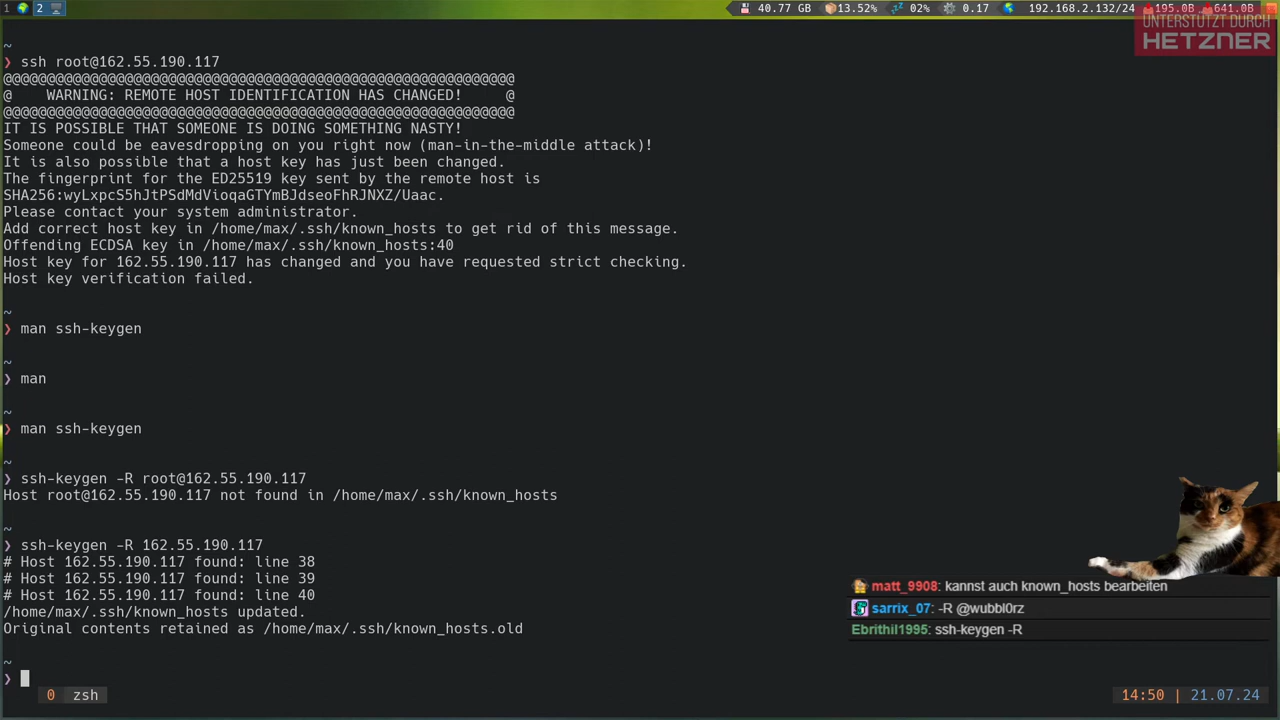 1 2 40.77 GB 13.52% 02% 0.17 192.168.2.132/24 195.0B 641.0B
UNTERSTÜTZT DURCH
HETZNER
~
❯ ssh root@162.55.190.117
@@@@@@@@@@@@@@@@@@@@@@@@@@@@@@@@@@@@@@@@@@@@@@@@@@@@@@@@@@@
@    WARNING: REMOTE HOST IDENTIFICATION HAS CHANGED!     @
@@@@@@@@@@@@@@@@@@@@@@@@@@@@@@@@@@@@@@@@@@@@@@@@@@@@@@@@@@@
IT IS POSSIBLE THAT SOMEONE IS DOING SOMETHING NASTY!
Someone could be eavesdropping on you right now (man-in-the-middle attack)!
It is also possible that a host key has just been changed.
The fingerprint for the ED25519 key sent by the remote host is
SHA256:wyLxpcS5hJtPSdMdVioqaGTYmBJdseoFhRJNXZ/Uaac.
Please contact your system administrator.
Add correct host key in /home/max/.ssh/known_hosts to get rid of this message.
Offending ECDSA key in /home/max/.ssh/known_hosts:40
Host key for 162.55.190.117 has changed and you have requested strict checking.
Host key verification failed.
~
❯ man ssh-keygen
~
❯ man
~
❯ man ssh-keygen
~
❯ ssh-keygen -R root@162.55.190.117
Host root@162.55.190.117 not found in /home/max/.ssh/known_hosts
~
❯ ssh-keygen -R 162.55.190.117
# Host 162.55.190.117 found: line 38
# Host 162.55.190.117 found: line 39
# Host 162.55.190.117 found: line 40
/home/max/.ssh/known_hosts updated.
Original contents retained as /home/max/.ssh/known_hosts.old
~
❯
matt_9908: kannst auch known_hosts bearbeiten
sarrix_07: -R @wubbl0rz
Ebrithil1995: ssh-keygen -R
0 zsh
14:50 | 21.07.24